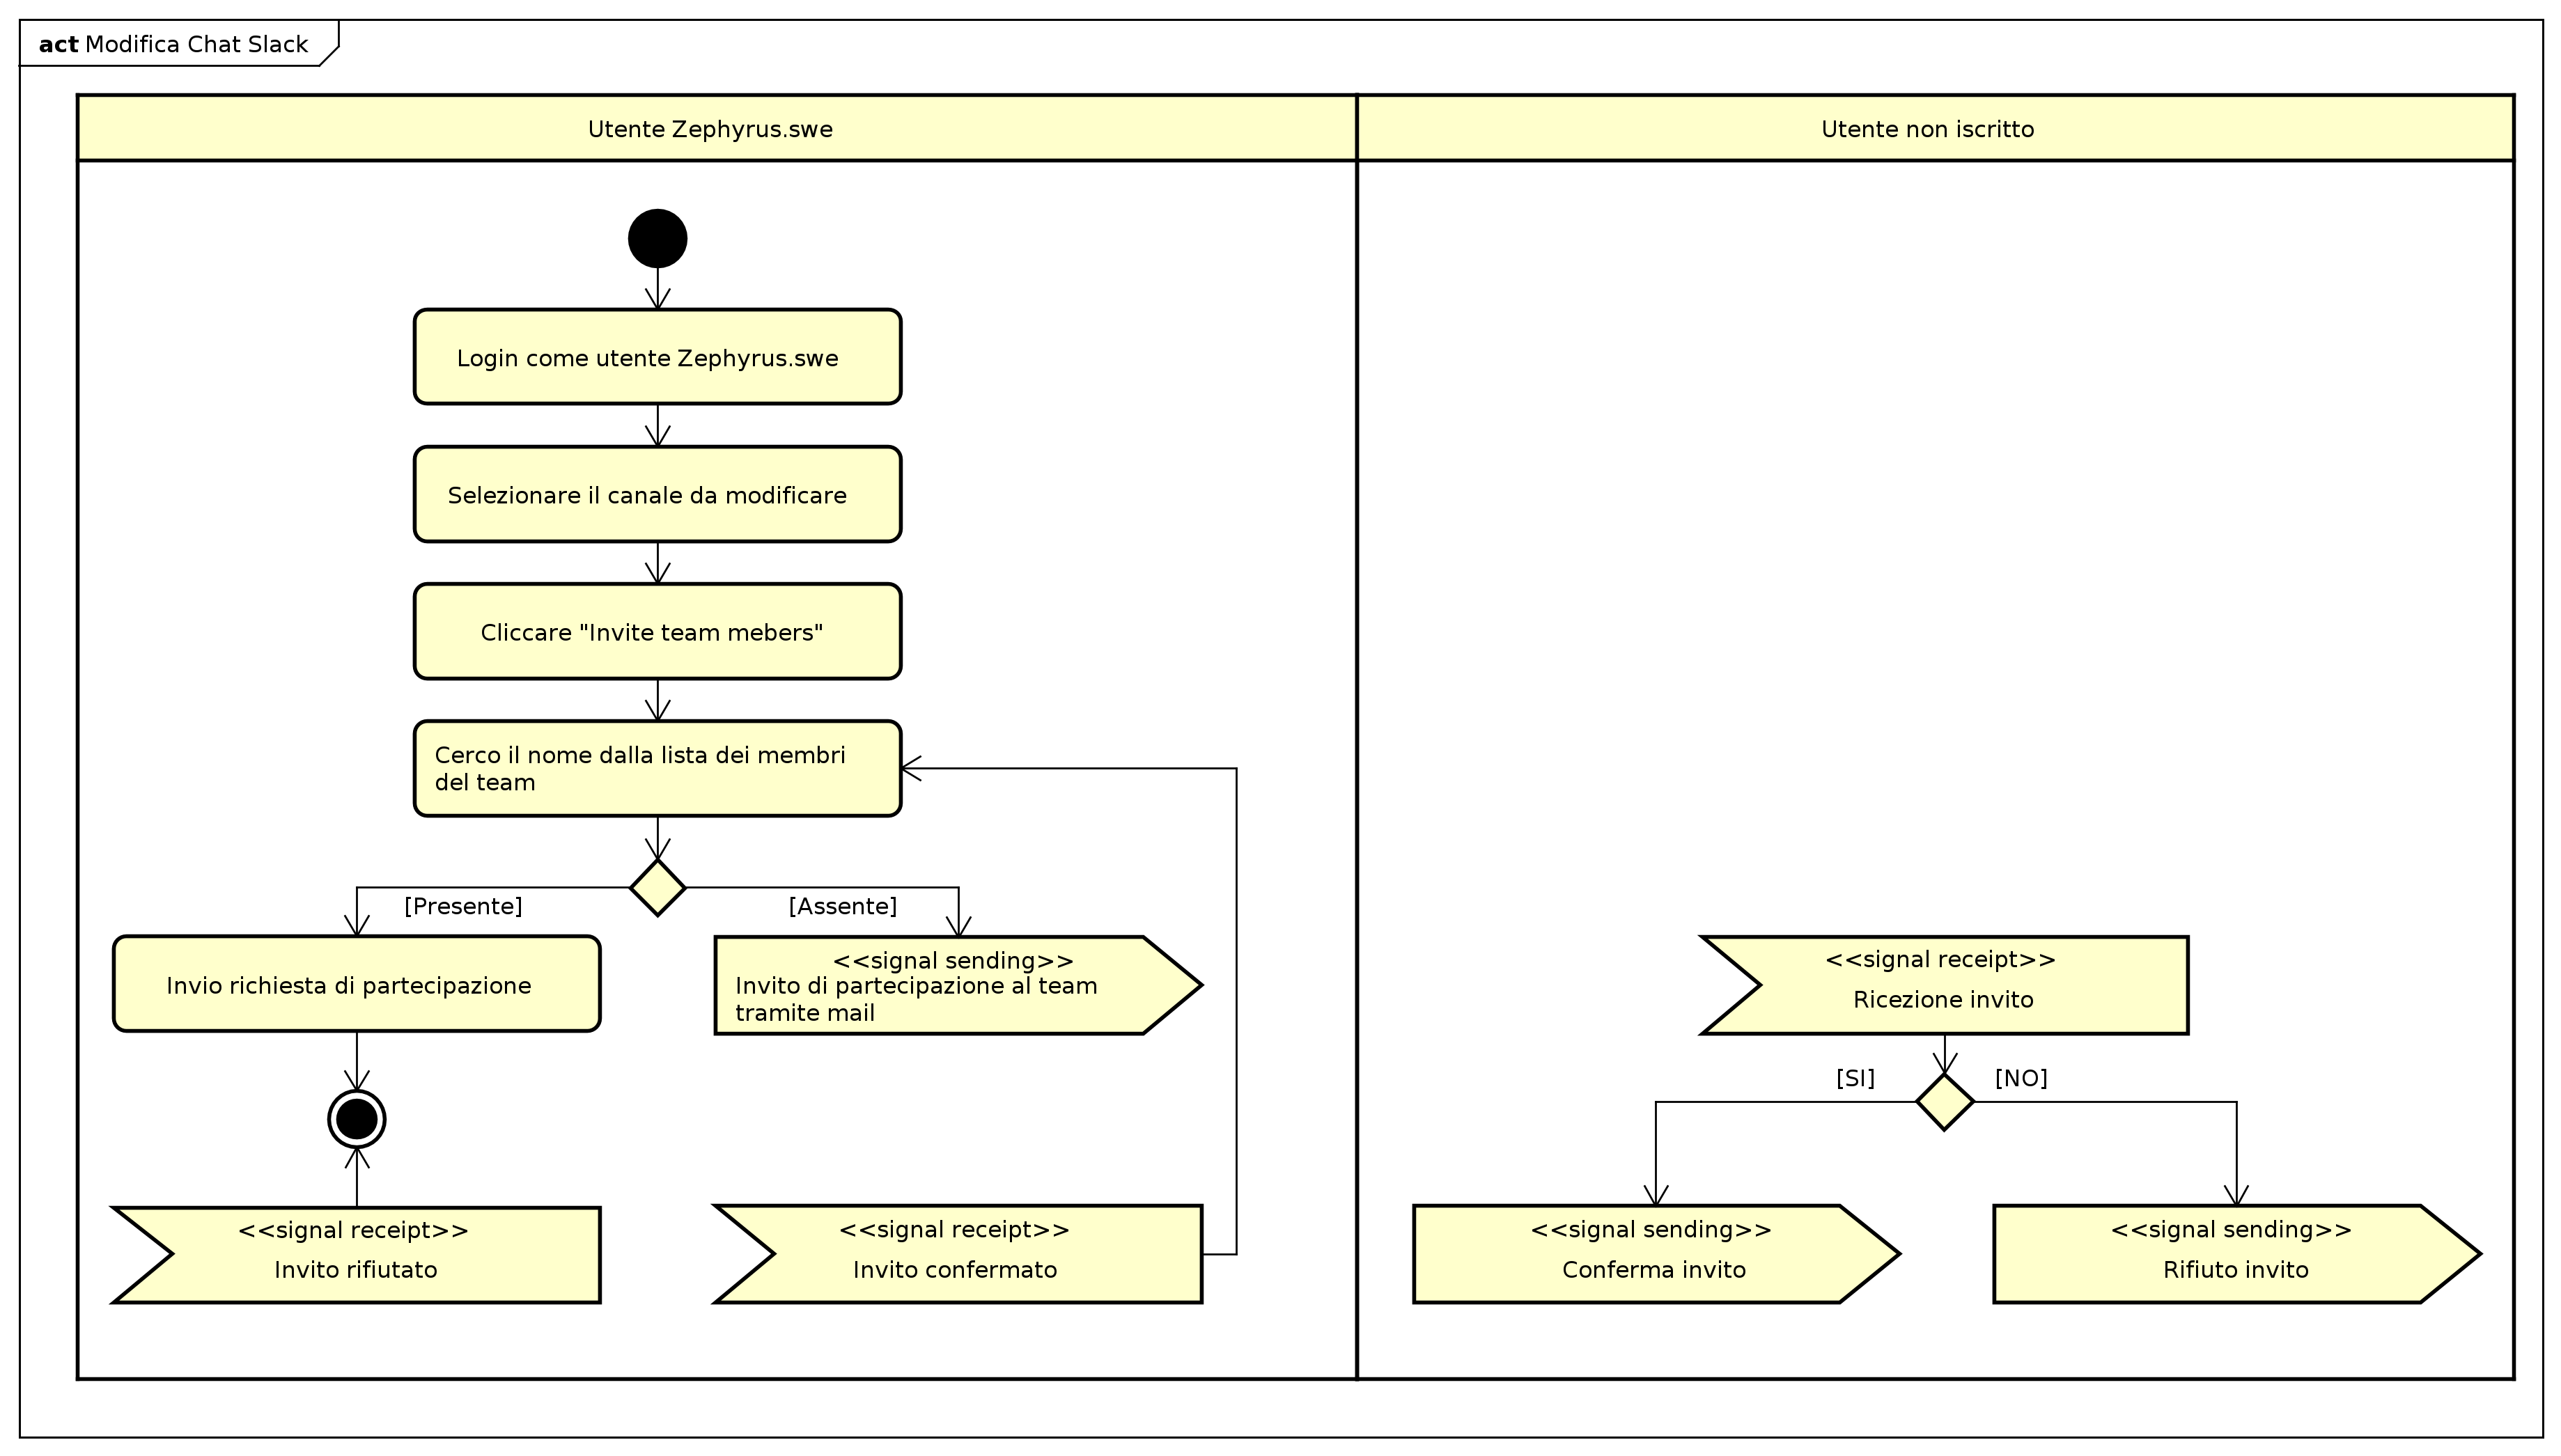 act Modifica Chat Slack
Utente Zephyrus.swe
Utente non iscritto
Login come utente Zephyrus.swe
Selezionare il canale da modificare
Cliccare "Invite team mebers"
Cerco il nome dalla lista dei membri
del team
[Presente]
[Assente]
Invio richiesta di partecipazione
<<signal sending>>
Invito di partecipazione al team
tramite mail
<<signal receipt>>
Ricezione invito
[SI]
[NO]
<<signal receipt>>
Invito rifiutato
<<signal receipt>>
Invito confermato
<<signal sending>>
Conferma invito
<<signal sending>>
Rifiuto invito